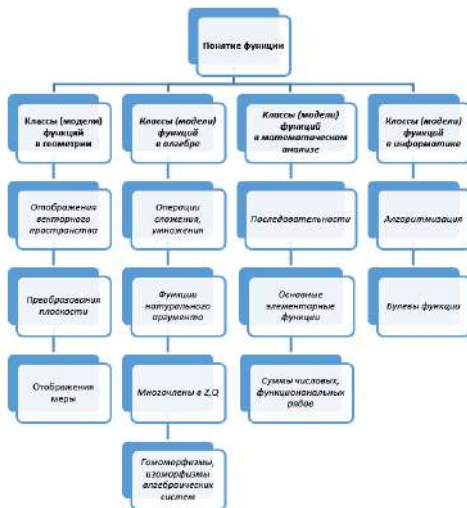 Понятие функции
Классы (модели)
функций
в геометрии
Классы (модели)
функций
в алгебре
Классы (модели)
функций
в математическом
анализе
Классы (модели)
функций
в информатике
Отображения
векторного
пространства
Операции
сложения,
умножения
Последовательности
Алгоритмизация
Преобразования
плоскости
Функции
натурального
аргумента
Основные
элементарные
функции
Булевы функции
Отображения
меры
Многочлены в Z,Q
Суммы числовых,
функциональных
рядов
Гомоморфизмы,
изоморфизмы
алгебраических
систем